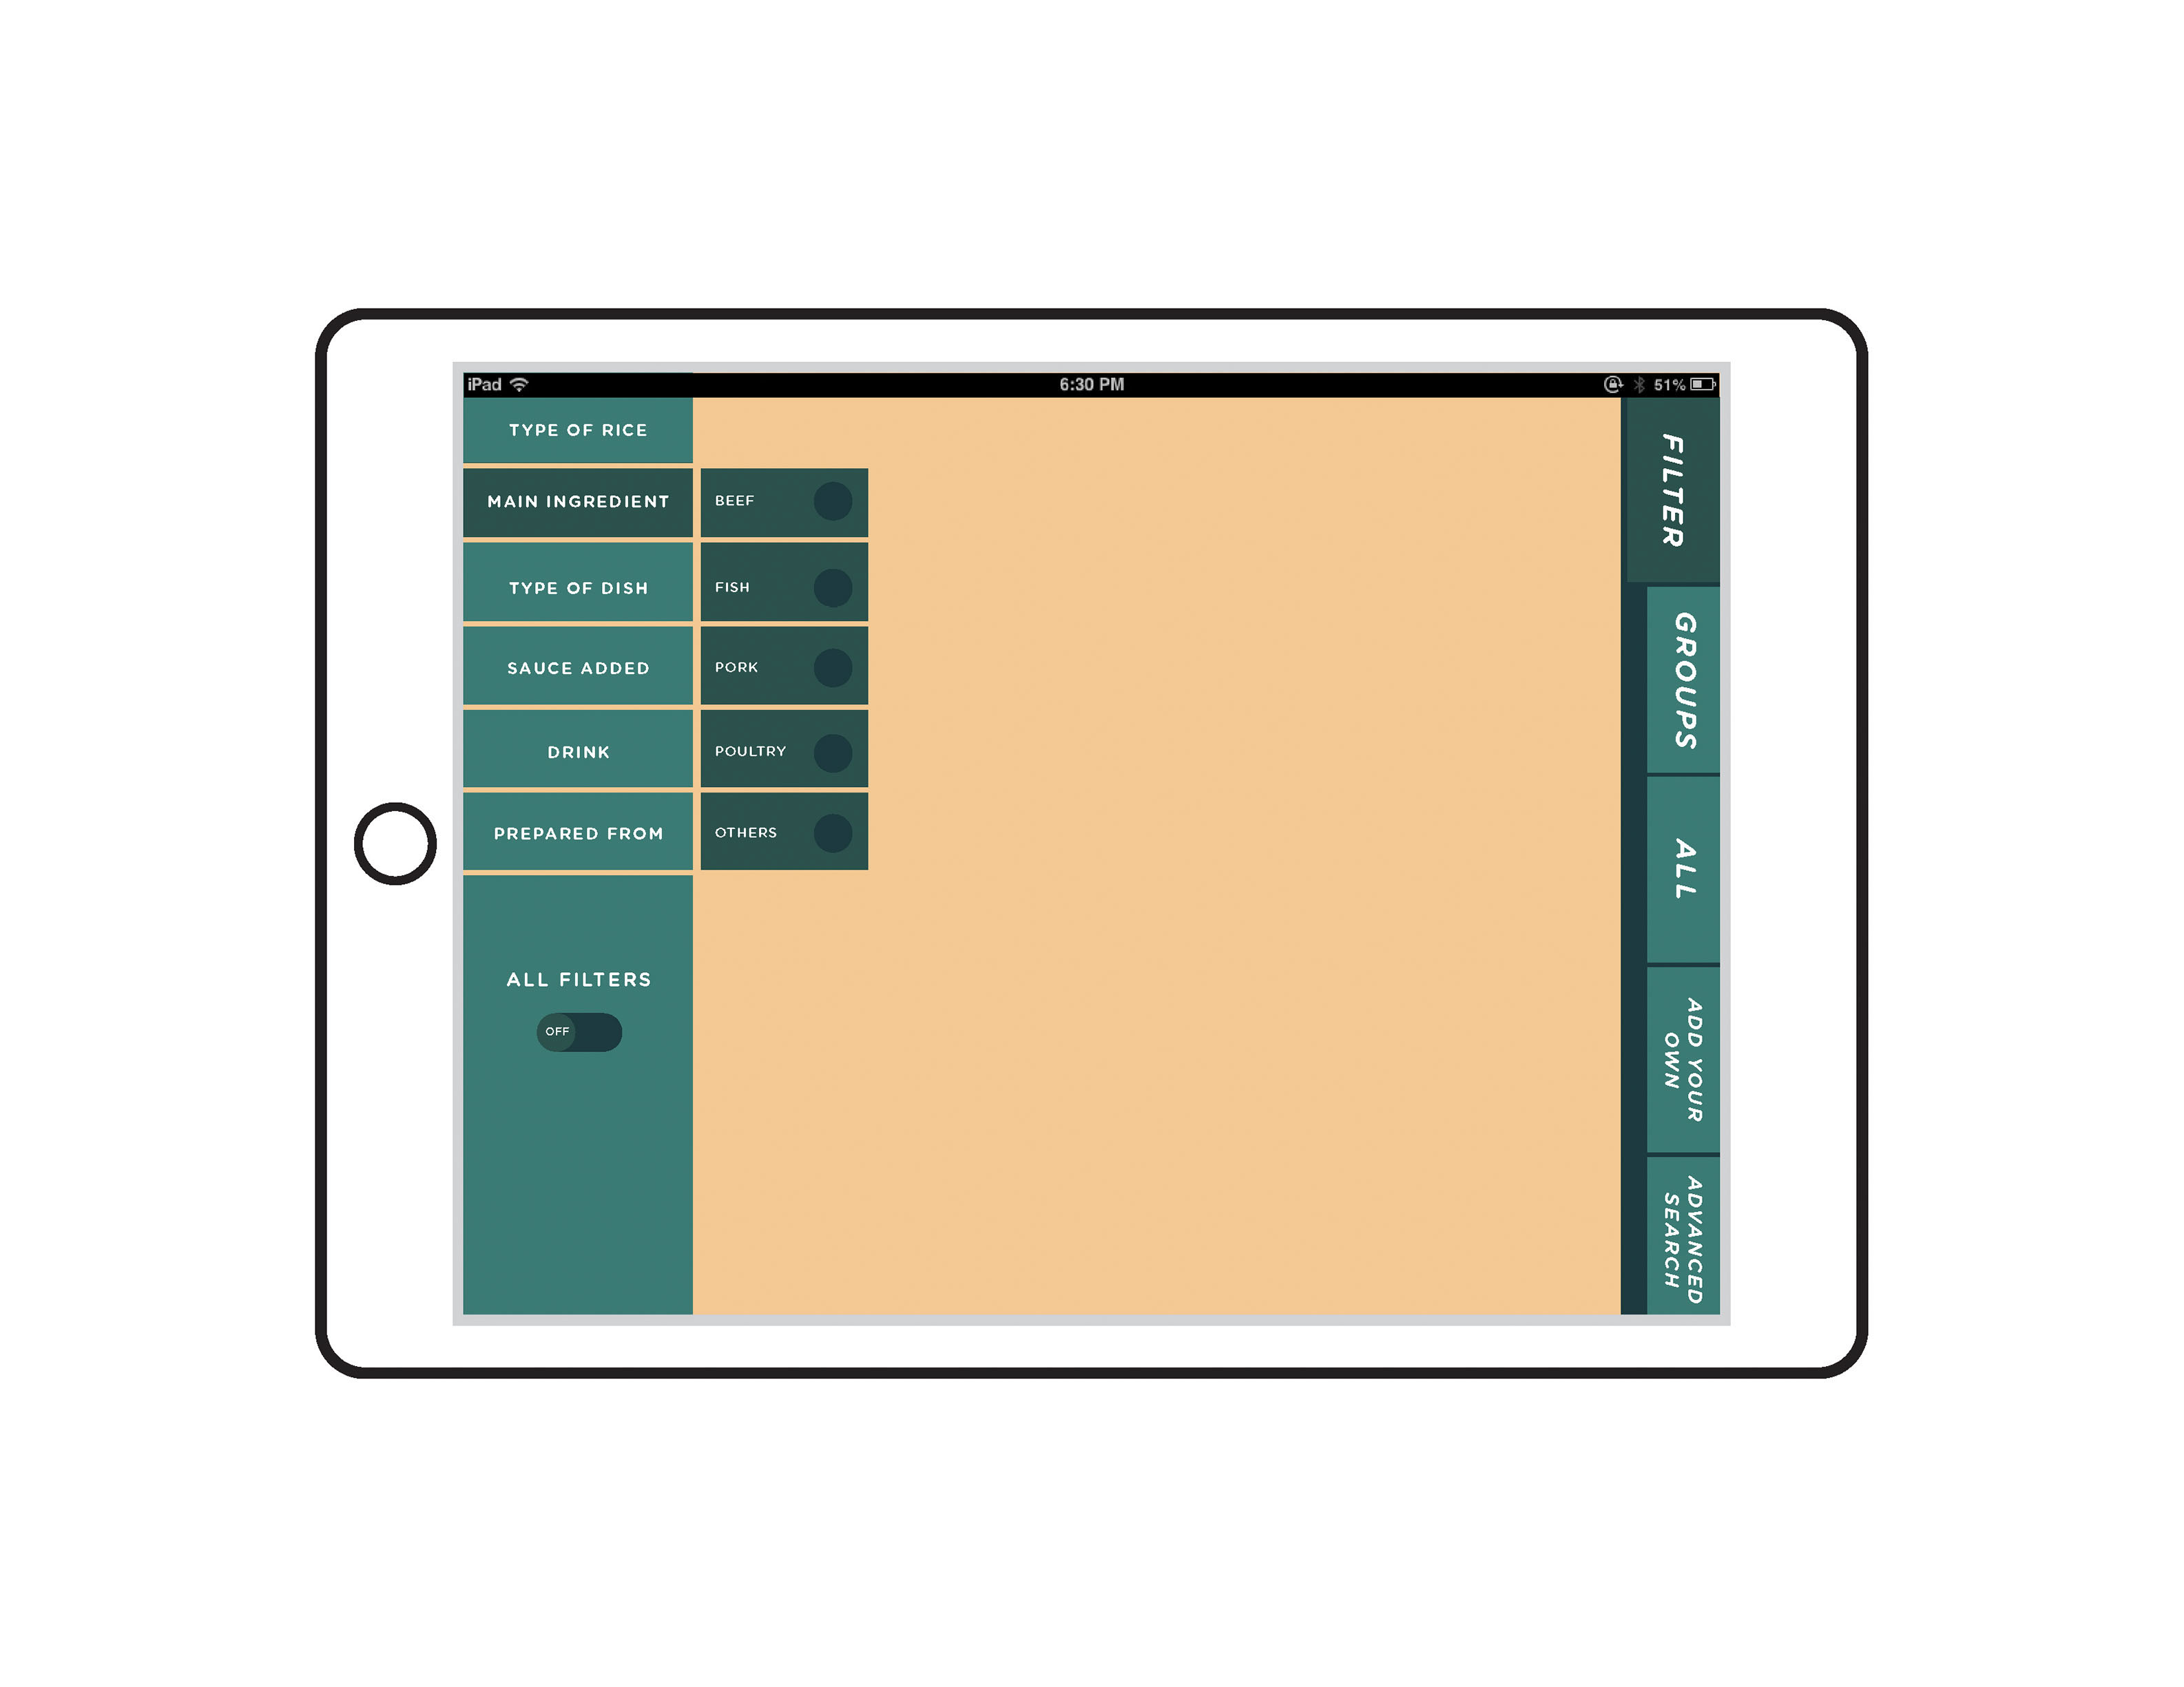 iPad
6:30 PM
51%
TYPE OF RICE
MAIN INGREDIENT
BEEF
TYPE OF DISH
FISH
SAUCE ADDED
PORK
DRINK
POULTRY
PREPARED FROM
OTHERS
ALL FILTERS
OFF
FILTER
GROUPS
ALL
ADD YOUR
OWN
ADVANCED
SEARCH